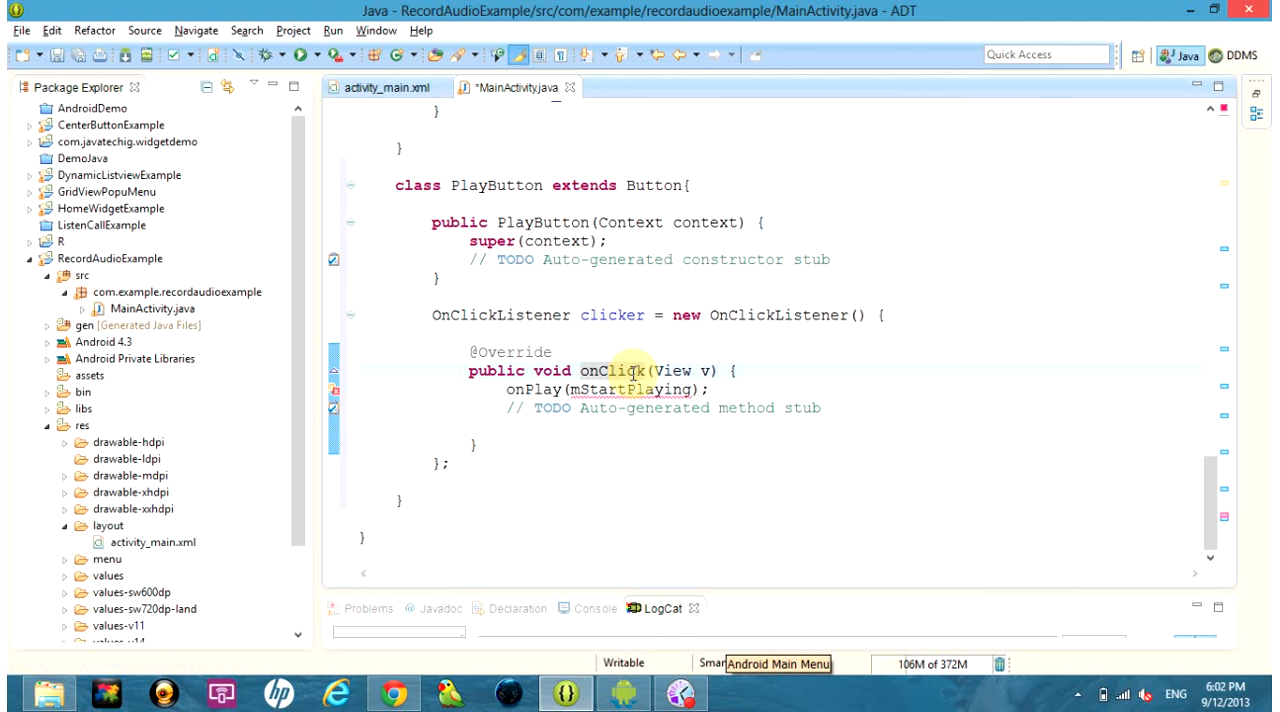 Java - RecordAudioExample/src/com/example/recordaudioexample/MainActivity.java - ADT
File Edit Refactor Source Navigate Search Project Run Window Help
Quick Access
Java
DDMS
Package Explorer
AndroidDemo
CenterButtonExample
com.javatechig.widgetdemo
DemoJava
DynamicListviewExample
GridViewPopuMenu
HomeWidgetExample
ListenCallExample
R
RecordAudioExample
src
com.example.recordaudioexample
MainActivity.java
gen [Generated Java Files]
Android 4.3
Android Private Libraries
assets
bin
libs
res
drawable-hdpi
drawable-ldpi
drawable-mdpi
drawable-xhdpi
drawable-xxhdpi
layout
activity_main.xml
menu
values
values-sw600dp
values-sw720dp-land
values-v11
values-v14
activity_main.xml
*MainActivity.java
}
}
class PlayButton extends Button{
public PlayButton(Context context) {
super(context);
// TODO Auto-generated constructor stub
}
OnClickListener clicker = new OnClickListener() {
@Override
public void onClick(View v) {
onPlay(mStartPlaying);
// TODO Auto-generated method stub
}
};
}
}
Problems @ Javadoc Declaration Console LogCat
Writable
Smar
Android Main Menu
106M of 372M
ENG
6:02 PM
9/12/2013